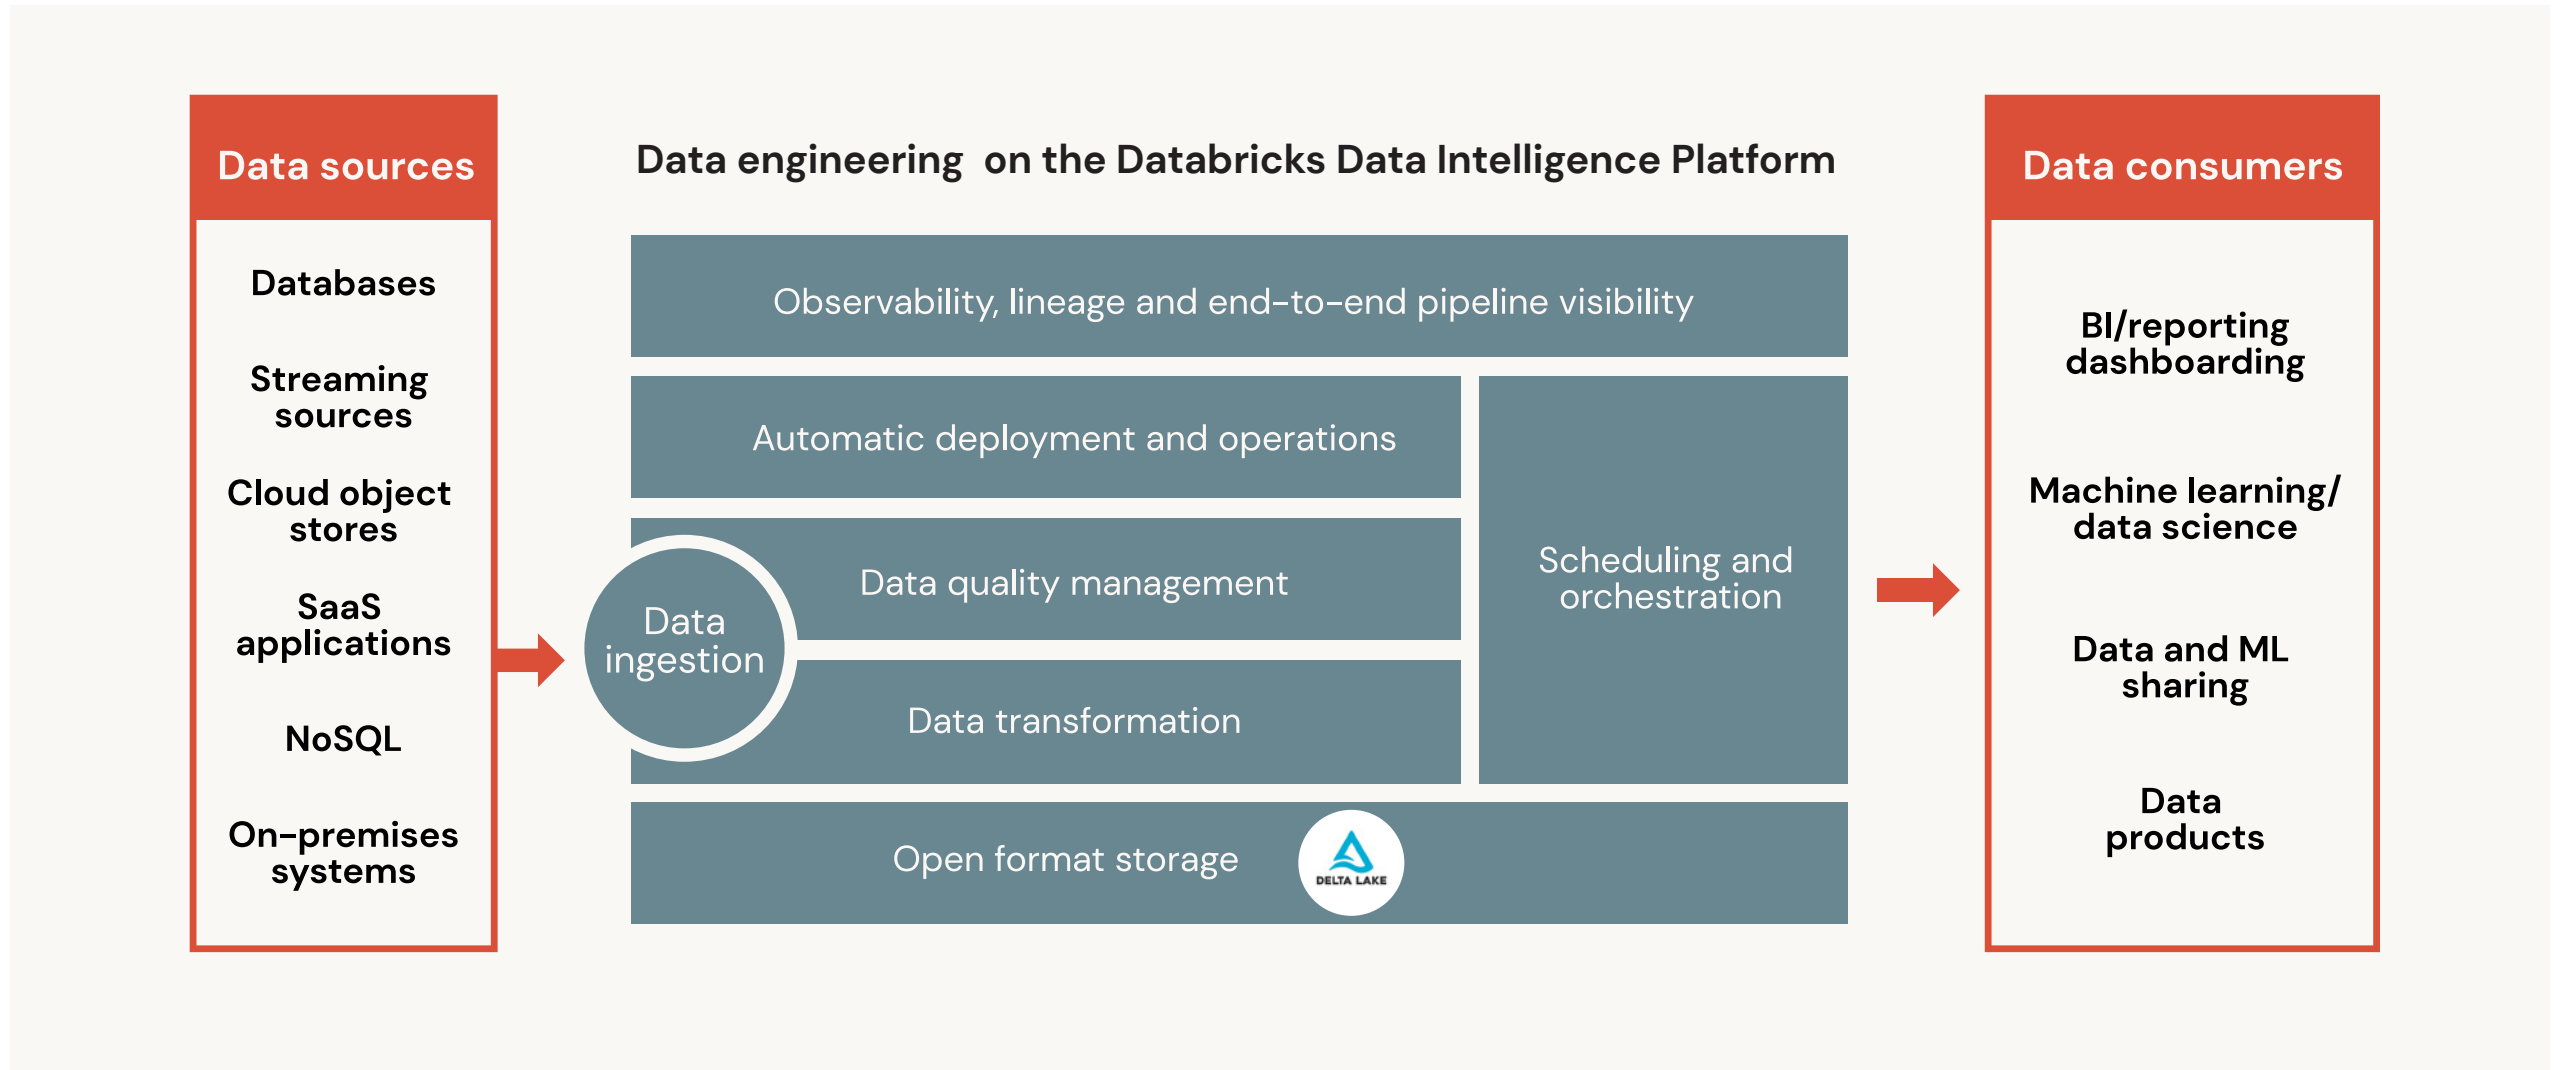 Data sources
Databases
Streaming
sources
Cloud object
stores
SaaS
applications
NoSQL
On-premises
systems
Data engineering  on the Databricks Data Intelligence Platform
Observability, lineage and end-to-end pipeline visibility
Automatic deployment and operations
Data quality management
Data
ingestion
Data transformation
Scheduling and
orchestration
Open format storage
DELTA LAKE
Data consumers
BI/reporting
dashboarding
Machine learning/
data science
Data and ML
sharing
Data
products